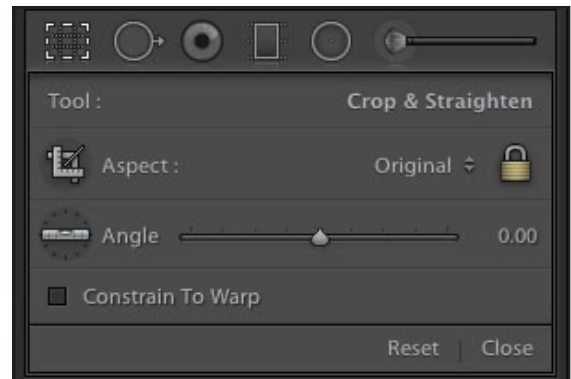 Tool : Crop & Straighten
Aspect : Original
Angle 0.00
Constrain To Warp
Reset | Close